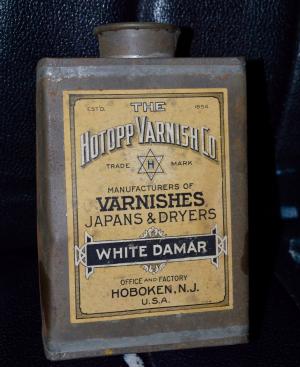 THE
ESTD. 1854
HOTOPP VARNISH Co
TRADE H MARK
MANUFACTURERS OF
VARNISHES
JAPANS & DRYERS
WHITE DAMAR
OFFICE AND FACTORY
HOBOKEN, N.J.
U.S.A.